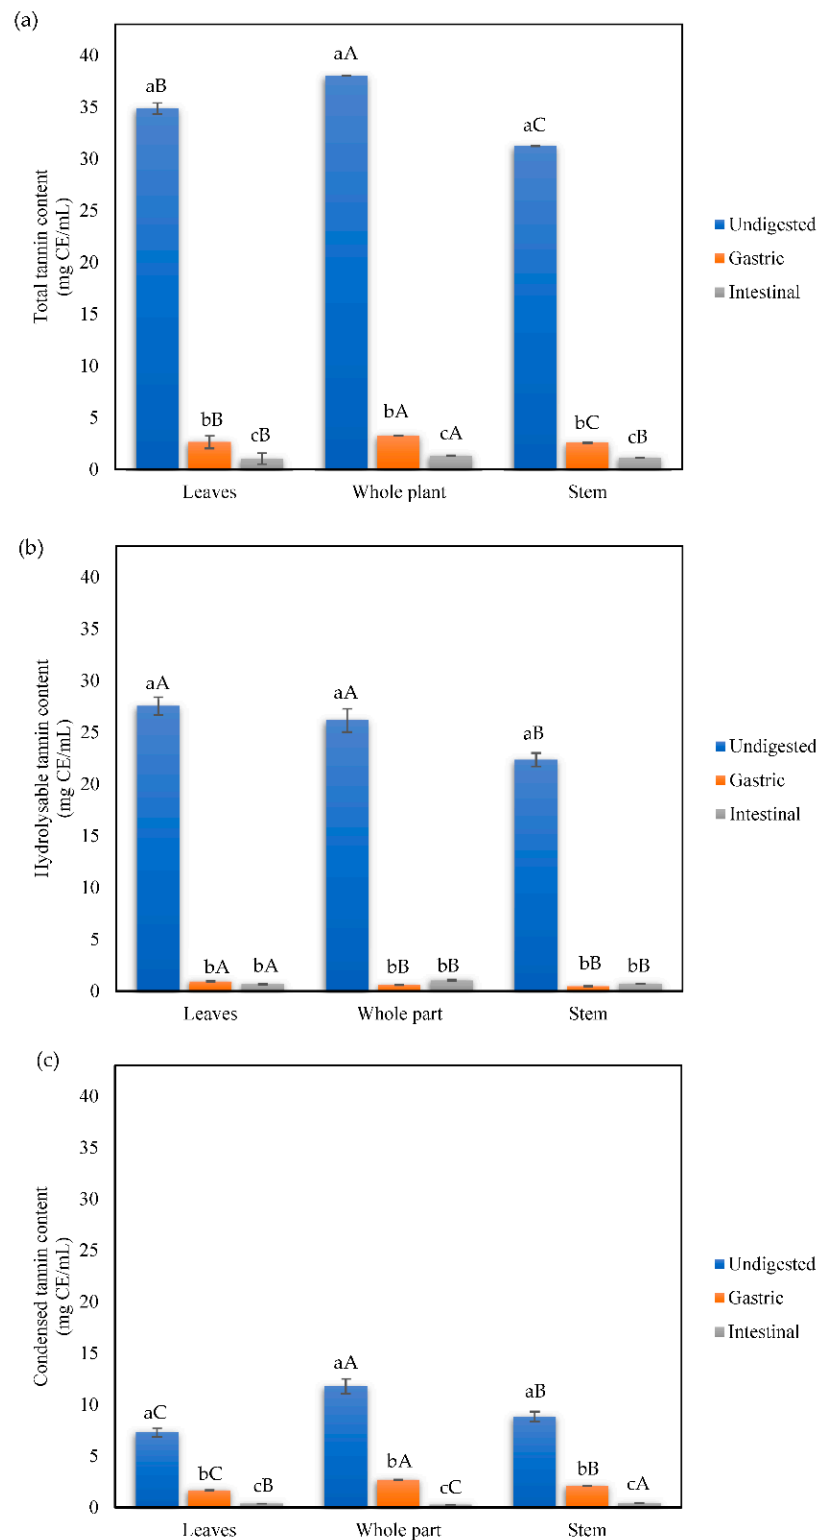 (a)
Total tannin content
(mg CE/mL)
40
35
30
25
20
15
10
5
0
aB
bB
cB
aA
bA
cA
aC
bC
cB
Leaves
Whole plant
Stem
Undigested
Gastric
Intestinal
(b)
Hydrolysable tannin content
(mg CE/mL)
40
35
30
25
20
15
10
5
0
aA
bA
bA
aA
bB
bB
aB
bB
bB
Leaves
Whole part
Stem
Undigested
Gastric
Intestinal
(c)
Condensed tannin content
(mg CE/mL)
40
35
30
25
20
15
10
5
0
aC
bC
cB
aA
bA
cC
aB
bB
cA
Leaves
Whole part
Stem
Undigested
Gastric
Intestinal